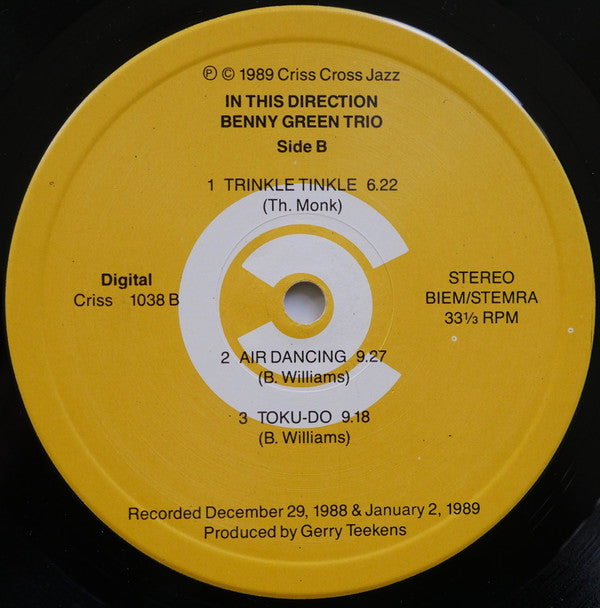 ℗ © 1989 Criss Cross Jazz
IN THIS DIRECTION
BENNY GREEN TRIO
Side B
1 TRINKLE TINKLE 6.22
(Th. Monk)
Digital
Criss 1038 B
STEREO
BIEM/STEMRA
33⅓ RPM
2 AIR DANCING 9.27
(B. Williams)
3 TOKU-DO 9.18
(B. Williams)
Recorded December 29, 1988 & January 2, 1989
Produced by Gerry Teekens